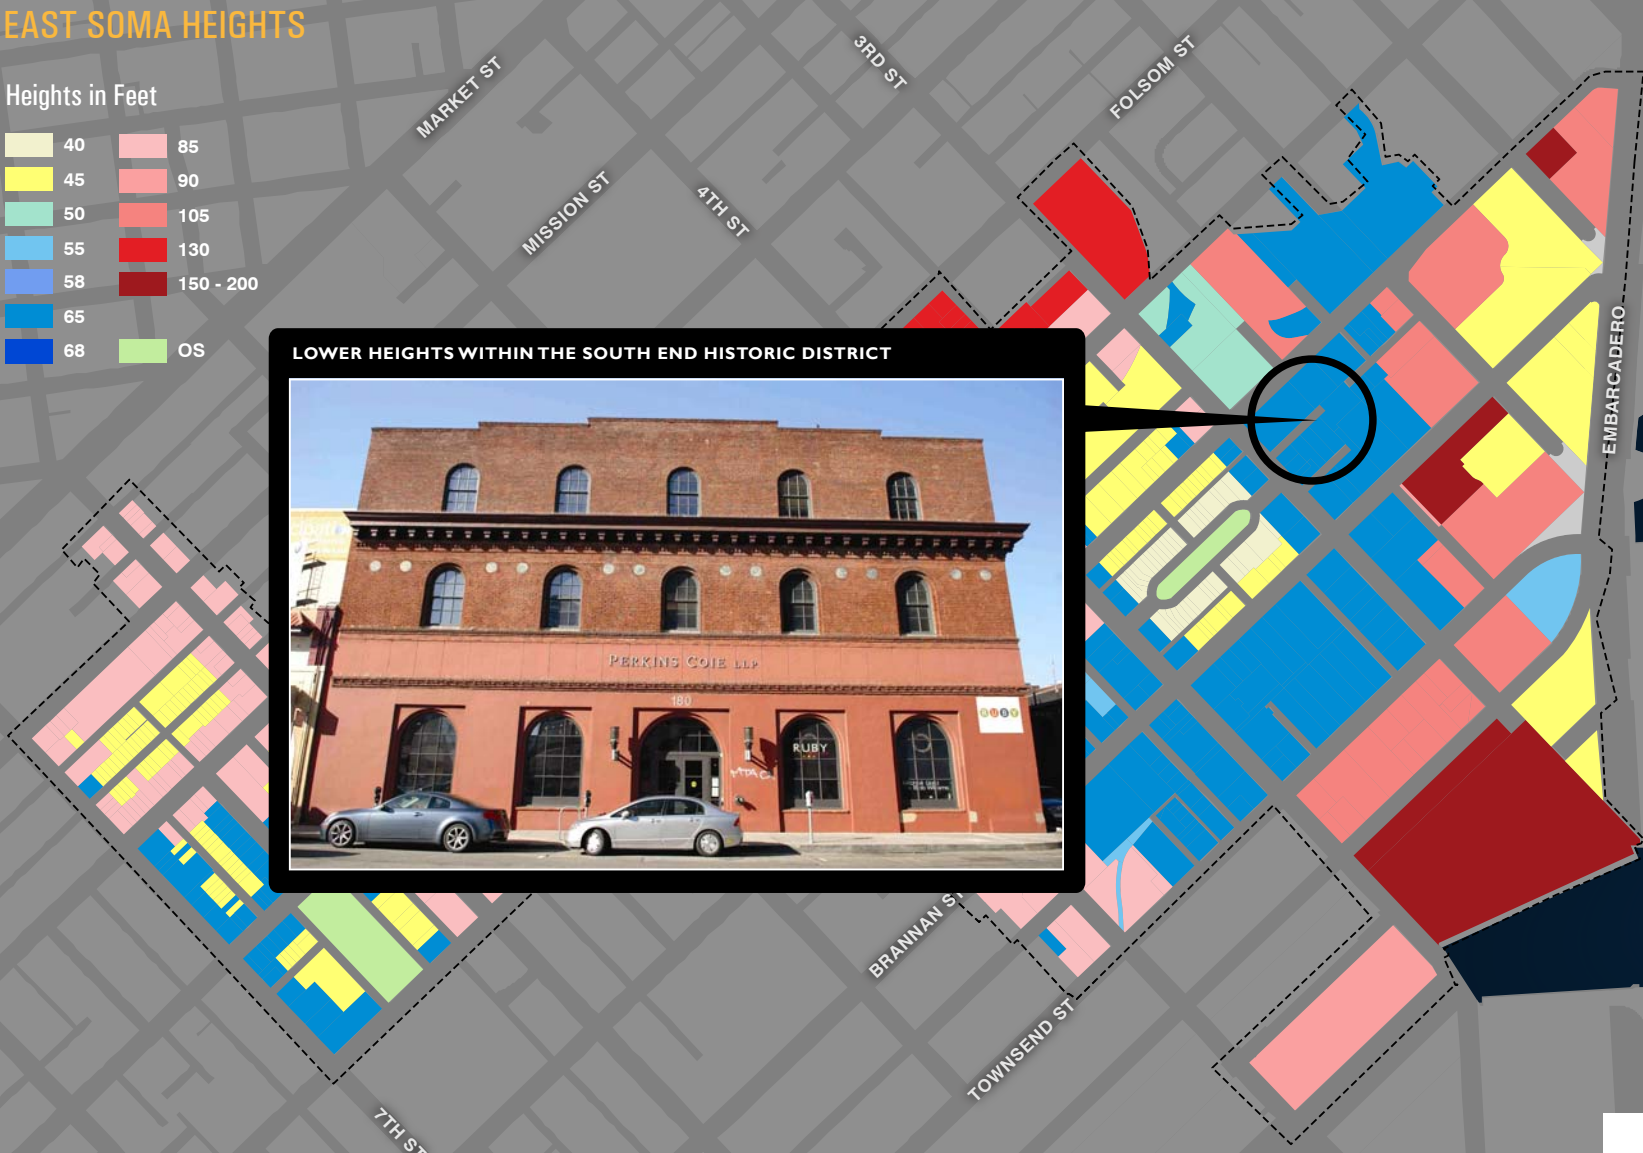 EAST SOMA HEIGHTS
Heights in Feet
40
45
50
55
58
65
68
85
90
105
130
150 - 200
OS
MARKET ST
MISSION ST
3RD ST
4TH ST
FOLSOM ST
EMBARCADERO
LOWER HEIGHTS WITHIN THE SOUTH END HISTORIC DISTRICT
PERKINS COIE LLP
180
RUBY
RUBY
BRANNAN ST
TOWNSEND ST
7TH ST